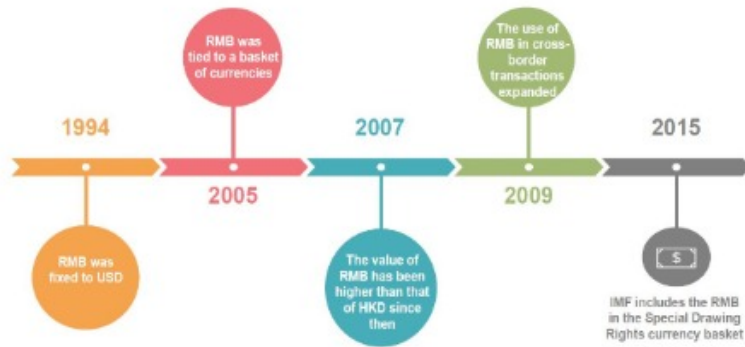 1994
RMB was
fixed to USD
RMB was
tied to a basket
of currencies
2005
2007
The value of
RMB has been
higher than that
of HKD since
then
The use of
RMB in cross-
border
transactions
expanded
2009
2015
$
IMF includes the RMB
in the Special Drawing
Rights currency basket